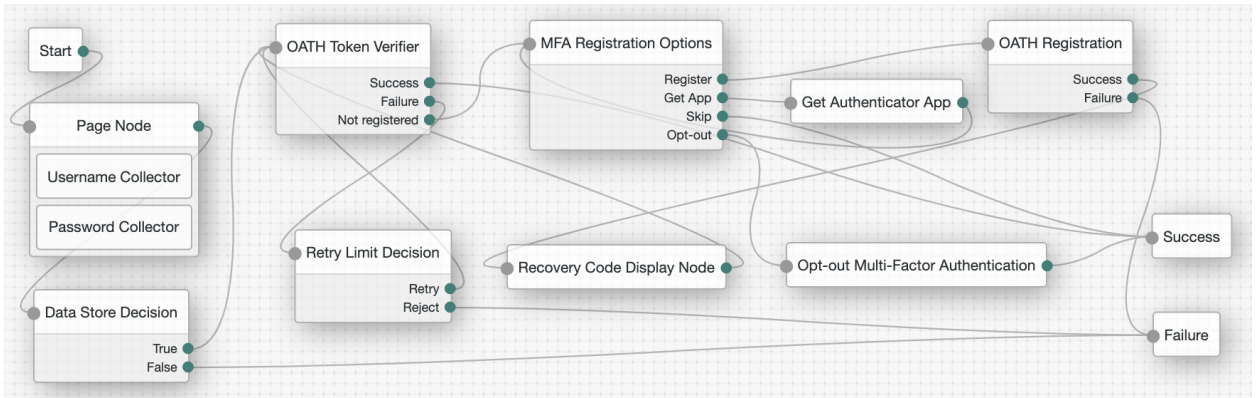 Start
Page Node
Username Collector
Password Collector
Data Store Decision
True
False
OATH Token Verifier
Success
Failure
Not registered
Retry Limit Decision
Retry
Reject
MFA Registration Options
Register
Get App
Skip
Opt-out
Recovery Code Display Node
Get Authenticator App
Opt-out Multi-Factor Authentication
OATH Registration
Success
Failure
Success
Failure